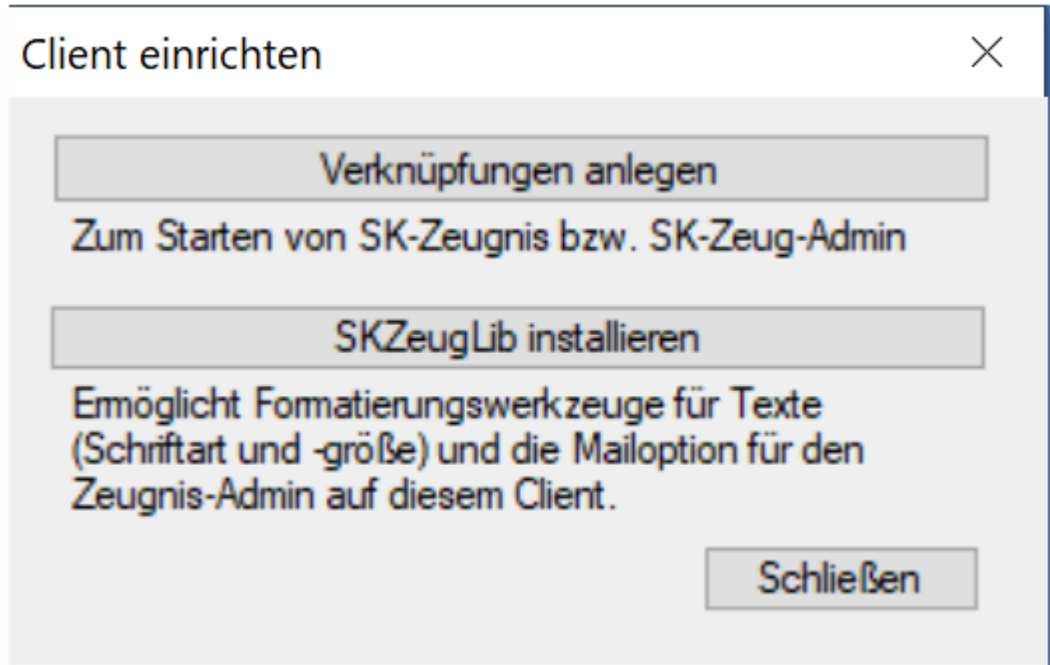 Client einrichten
Verknüpfungen anlegen
Zum Starten von SK-Zeugnis bzw. SK-Zeug-Admin
SKZeugLib installieren
Ermöglicht Formatierungswerkzeuge für Texte
(Schriftart und -größe) und die Mailoption für den
Zeugnis-Admin auf diesem Client.
Schließen